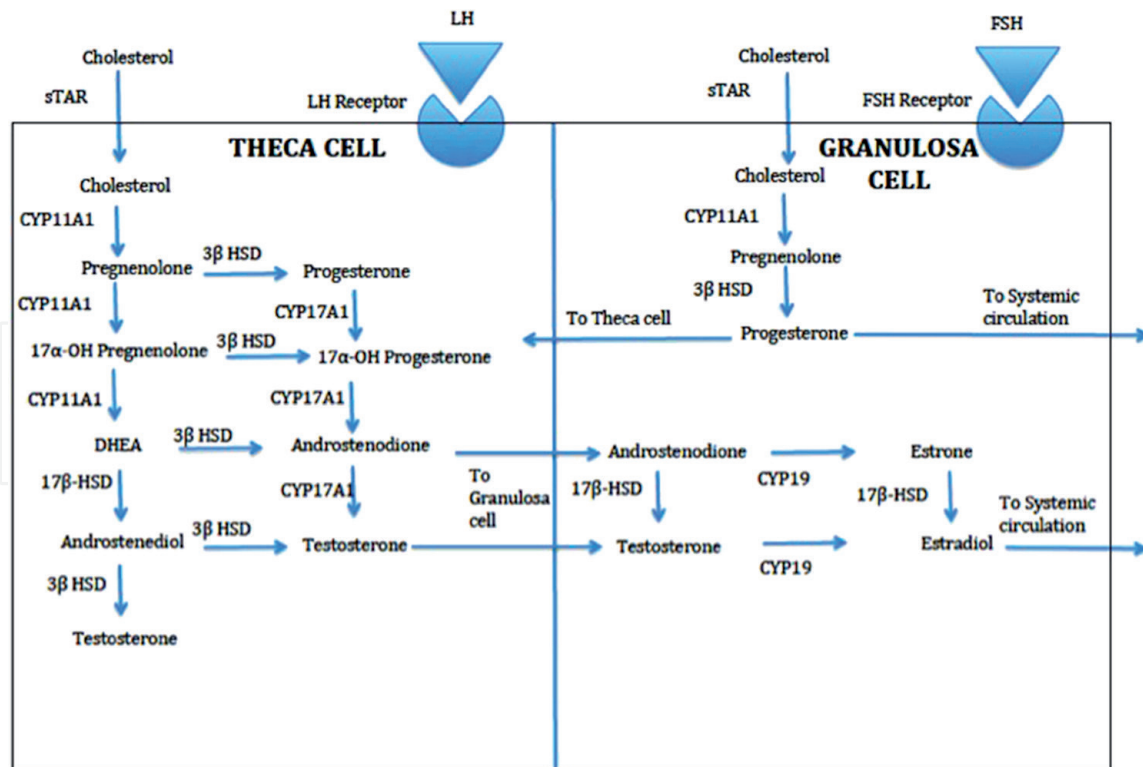 LH
FSH
Cholesterol
Cholesterol
sTAR
sTAR
LH Receptor
FSH Receptor
THECA CELL
GRANULOSA
CELL
Cholesterol
Cholesterol
CYP11A1
CYP11A1
Pregnenolone
3β HSD
Progesterone
Pregnenolone
CYP11A1
CYP17A1
3β HSD
To Theca cell
Progesterone
To Systemic
circulation
17α-OH Pregnenolone
3β HSD
17α-OH Progesterone
CYP11A1
CYP17A1
DHEA
3β HSD
Androstenodione
Androstenodione
CYP19
Estrone
17β-HSD
CYP17A1
To
Granulosa
cell
17β-HSD
17β-HSD
To Systemic
circulation
Androstenediol
3β HSD
Testosterone
Testosterone
CYP19
Estradiol
3β HSD
Testosterone